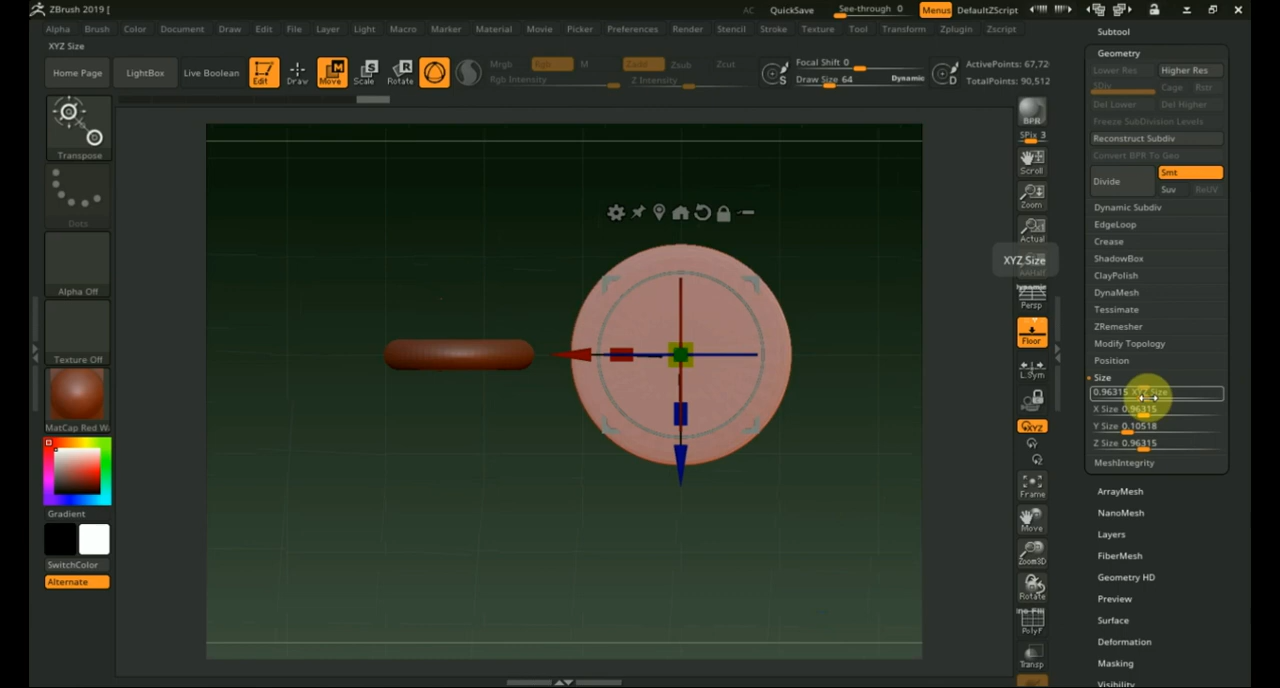 ZBrush 2019 [
AC QuickSave See-through 0 Menus DefaultZScript
Alpha Brush Color Document Draw Edit File Layer Light Macro Marker Material Movie Picker Preferences Render Stencil Stroke Texture Tool Transform Zplugin Zscript
XYZ Size
Home Page LightBox Live Boolean Edit Draw Move Scale Rotate
Mrgb Rgb M Zadd Zsub Zcut
Rgb Intensity Z Intensity
Focal Shift 0
Draw Size 64 Dynamic
S
D
ActivePoints: 67,72
TotalPoints: 90,512
Transpose
Dots
Alpha Off
Texture Off
MatCap Red W
Gradient
SwitchColor
Alternate
BPR
SPix 3
Scroll
Zoom
Actual
XYZ Size
Persp
Floor
L.Sym
XYZ
Frame
Move
Zoom3D
Rotate
PolyF
Transp
Subtool
Geometry
Lower Res Higher Res
SDiv Cage Rstr
Del Lower Del Higher
Freeze SubDivision Levels
Reconstruct Subdiv
Convert BPR To Geo
Divide Smt
Suv ReUV
Dynamic Subdiv
EdgeLoop
Crease
ShadowBox
ClayPolish
DynaMesh
Tessimate
ZRemesher
Modify Topology
Position
Size
0.96315 XYZ Size
X Size 0.96315
Y Size 0.10518
Z Size 0.96315
MeshIntegrity
ArrayMesh
NanoMesh
Layers
FiberMesh
Geometry HD
Preview
Surface
Deformation
Masking
Visibility